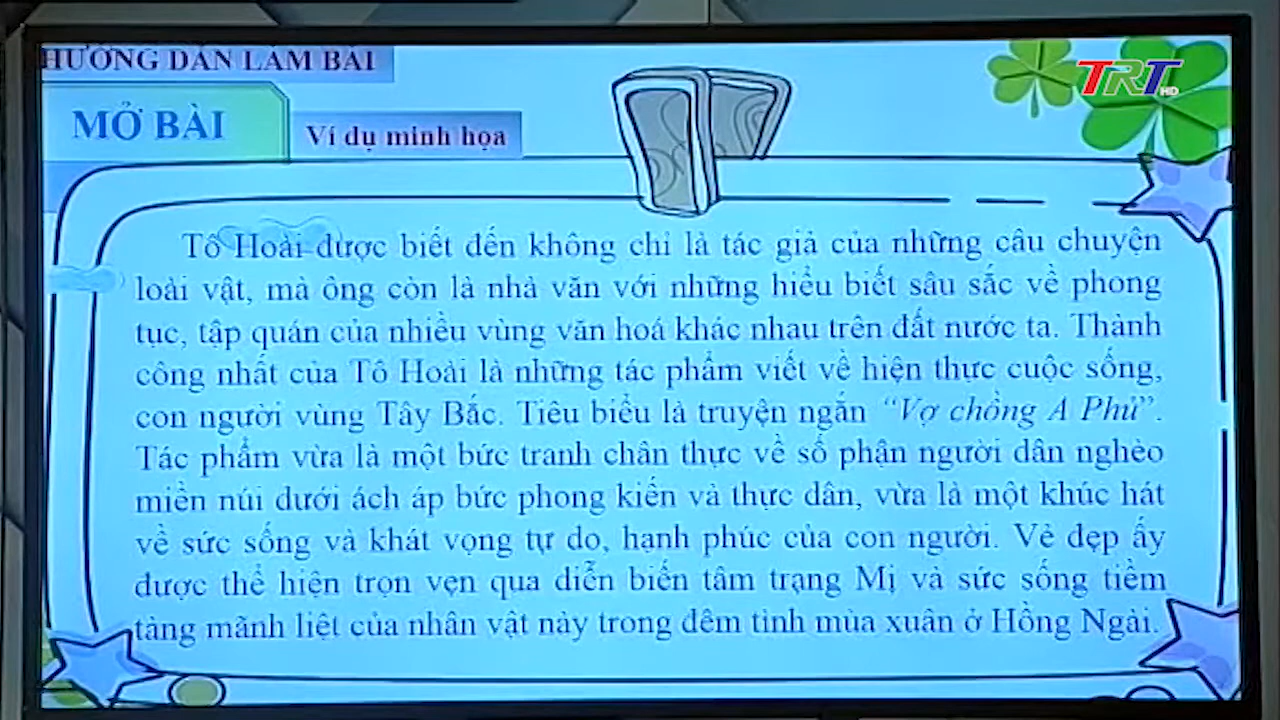 HƯỚNG DẪN LÀM BÀI
TRT HD
MỞ BÀI
Ví dụ minh họa
Tô Hoài được biết đến không chỉ là tác giả của những câu chuyện
loài vật, mà ông còn là nhà văn với những hiểu biết sâu sắc về phong
tục, tập quán của nhiều vùng văn hoá khác nhau trên đất nước ta. Thành
công nhất của Tô Hoài là những tác phẩm viết về hiện thực cuộc sống,
con người vùng Tây Bắc. Tiêu biểu là truyện ngắn “Vợ chồng A Phủ”.
Tác phẩm vừa là một bức tranh chân thực về số phận người dân nghèo
miền núi dưới ách áp bức phong kiến và thực dân, vừa là một khúc hát
về sức sống và khát vọng tự do, hạnh phúc của con người. Vẻ đẹp ấy
được thể hiện trọn vẹn qua diễn biến tâm trạng Mị và sức sống tiềm
tàng mãnh liệt của nhân vật này trong đêm tình mùa xuân ở Hồng Ngài.